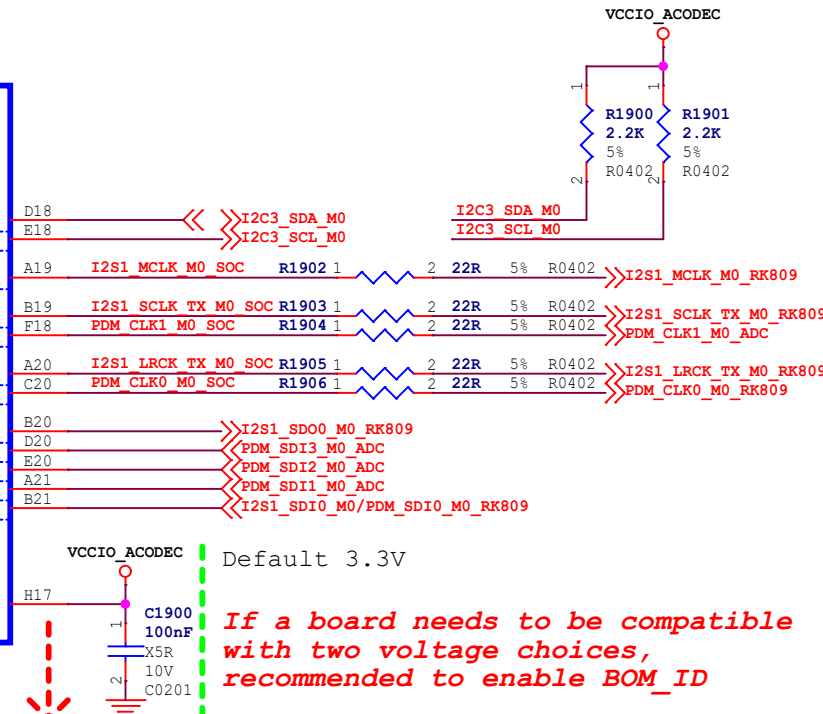 VCCIO_ACODEC
1 1
R1900 R1901
2.2K 2.2K
5% 5%
R0402 R0402
2 2
D18 I2C3_SDA_M0 I2C3_SDA_M0
E18 I2C3_SCL_M0 I2C3_SCL_M0
A19 I2S1_MCLK_M0_SOC R1902 1 2 22R 5% R0402 I2S1_MCLK_M0_RK809
B19 I2S1_SCLK_TX_M0_SOC R1903 1 2 22R 5% R0402 I2S1_SCLK_TX_M0_RK809
F18 PDM_CLK1_M0_SOC R1904 1 2 22R 5% R0402 PDM_CLK1_M0_ADC
A20 I2S1_LRCK_TX_M0_SOC R1905 1 2 22R 5% R0402 I2S1_LRCK_TX_M0_RK809
C20 PDM_CLK0_M0_SOC R1906 1 2 22R 5% R0402 PDM_CLK0_M0_RK809
B20 I2S1_SDO0_M0_RK809
D20 PDM_SDI3_M0_ADC
E20 PDM_SDI2_M0_ADC
A21 PDM_SDI1_M0_ADC
B21 I2S1_SDI0_M0/PDM_SDI0_M0_RK809
VCCIO_ACODEC Default 3.3V
H17
1 C1900
100nF
X5R
10V
2 C0201
If a board needs to be compatible
with two voltage choices,
recommended to enable BOM_ID